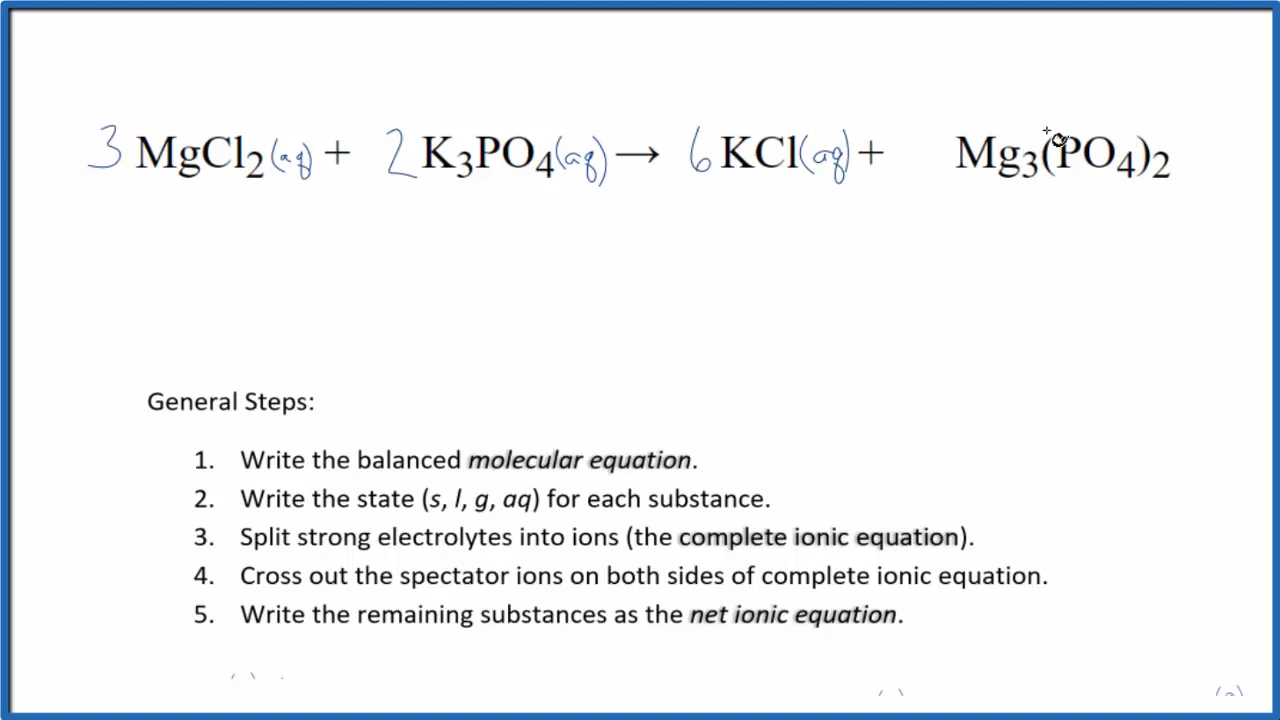 3 MgCl₂(aq) + 2 K₃PO₄(aq) → 6 KCl(aq) + Mg₃(PO₄)₂
General Steps:
1. Write the balanced molecular equation.
2. Write the state (s, l, g, aq) for each substance.
3. Split strong electrolytes into ions (the complete ionic equation).
4. Cross out the spectator ions on both sides of complete ionic equation.
5. Write the remaining substances as the net ionic equation.